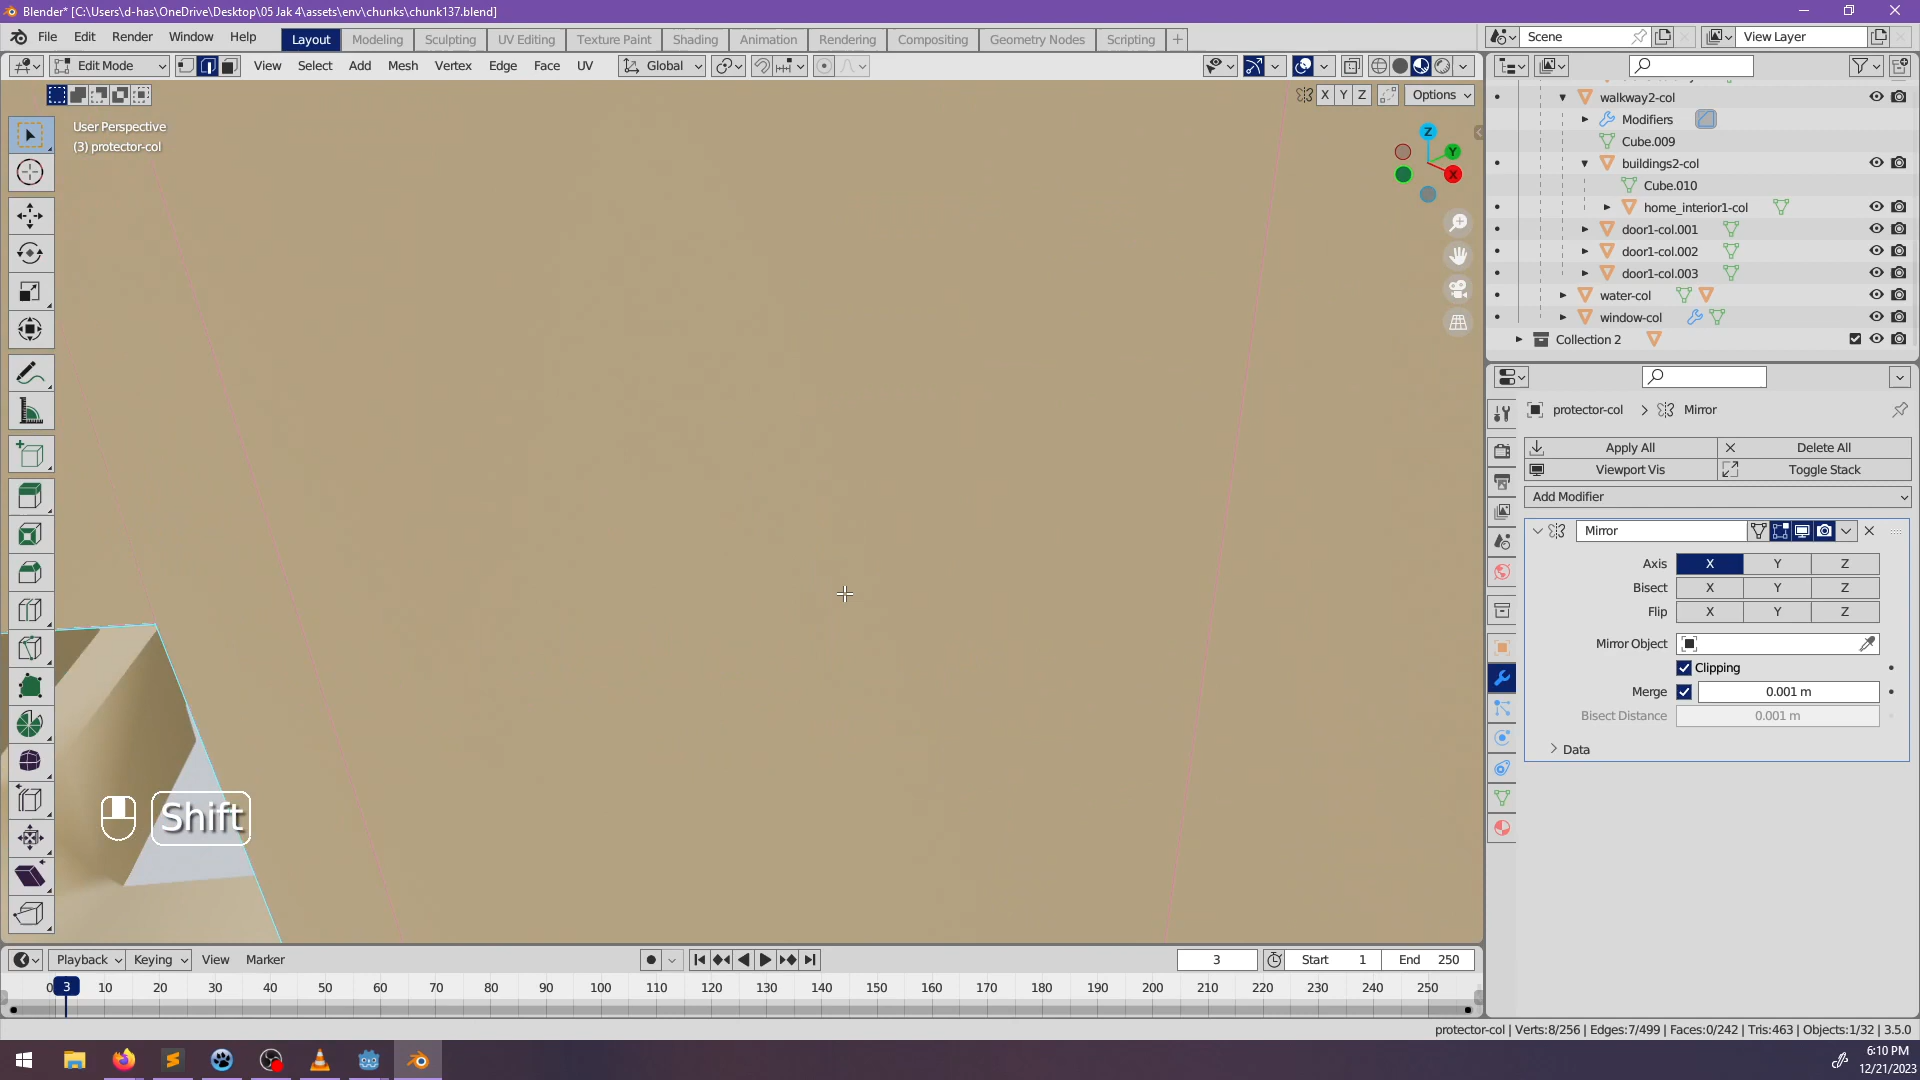 Blender* [C:\Users\d-has\OneDrive\Desktop\05 Jak 4\assets\env\chunks\chunk137.blend]
File Edit Render Window Help Layout Modeling Sculpting UV Editing Texture Paint Shading Animation Rendering Compositing Geometry Nodes Scripting Scene View Layer
Edit Mode View Select Add Mesh Vertex Edge Face UV Global
X Y Z Options
User Perspective
(3) protector-col
Z
Y
X
walkway2-col
Modifiers
Cube.009
buildings2-col
Cube.010
home_interior1-col
door1-col.001
door1-col.002
door1-col.003
water-col
window-col
Collection 2
protector-col Mirror
Apply All Delete All
Viewport Vis Toggle Stack
Add Modifier
Mirror
Axis X Y Z
Bisect X Y Z
Flip X Y Z
Mirror Object
Clipping
Merge 0.001 m
Bisect Distance 0.001 m
Data
Shift
Playback Keying View Marker 3 Start 1 End 250
0 3 10 20 30 40 50 60 70 80 90 100 110 120 130 140 150 160 170 180 190 200 210 220 230 240 250
protector-col | Verts:8/256 | Edges:7/499 | Faces:0/242 | Tris:463 | Objects:1/32 | 3.5.0
6:10 PM
12/21/2023